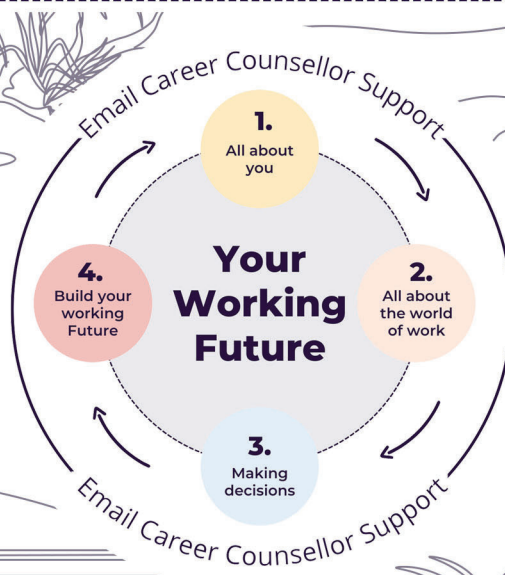 Email Career Counsellor Support
1.
All about
you
2.
All about
the world
of work
3.
Making
decisions
4.
Build your
working
Future
Your
Working
Future
Email Career Counsellor Support